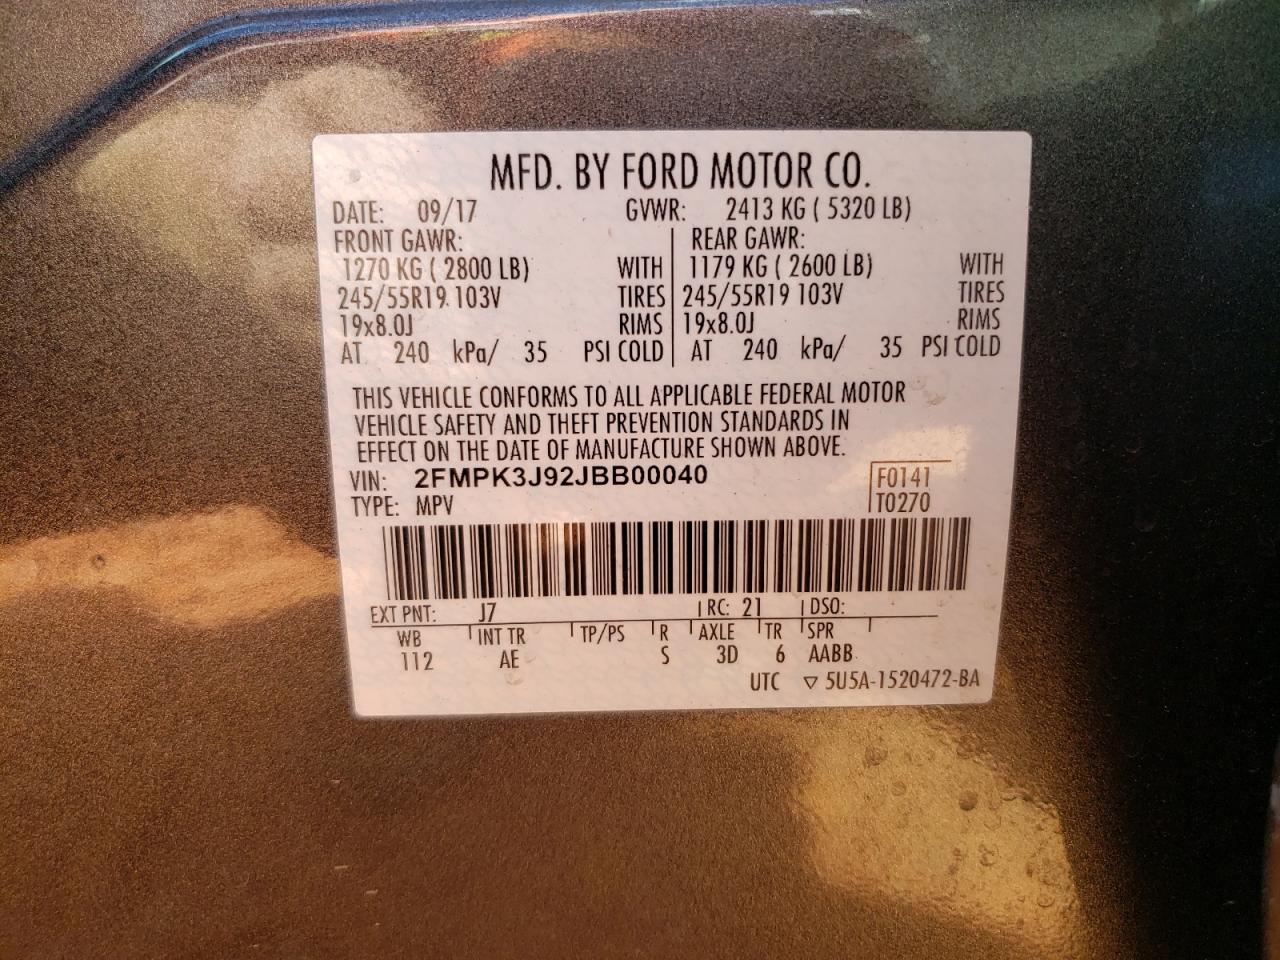 MFD. BY FORD MOTOR CO.
DATE: 09/17 GVWR: 2413 KG ( 5320 LB)
FRONT GAWR: REAR GAWR:
1270 KG ( 2800 LB) WITH 1179 KG ( 2600 LB) WITH
245/55R19 103V TIRES 245/55R19 103V TIRES
19x8.0J RIMS 19x8.0J RIMS
AT 240 kPa/ 35 PSI COLD AT 240 kPa/ 35 PSI COLD
THIS VEHICLE CONFORMS TO ALL APPLICABLE FEDERAL MOTOR
VEHICLE SAFETY AND THEFT PREVENTION STANDARDS IN
EFFECT ON THE DATE OF MANUFACTURE SHOWN ABOVE.
VIN: 2FMPK3J92JBB00040 F0141
TYPE: MPV T0270
EXT PNT: J7 RC: 21 DSO:
WB INT TR TP/PS R AXLE TR SPR
112 AE S 3D 6 AABB
UTC ▽ 5U5A-1520472-BA